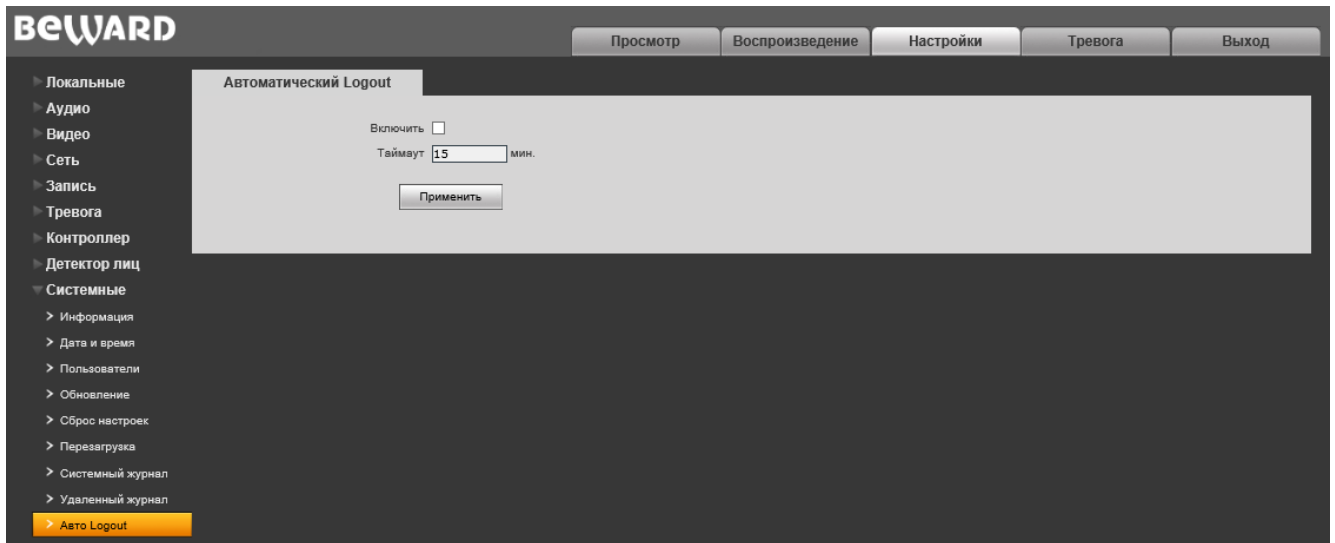 BEWARD
Просмотр
Воспроизведение
Настройки
Тревога
Выход
Локальные
Аудио
Видео
Сеть
Запись
Тревога
Контроллер
Детектор лиц
Системные
Информация
Дата и время
Пользователи
Обновление
Сброс настроек
Перезагрузка
Системный журнал
Удаленный журнал
Авто Logout
Автоматический Logout
Включить
Таймаут 15 мин.
Применить